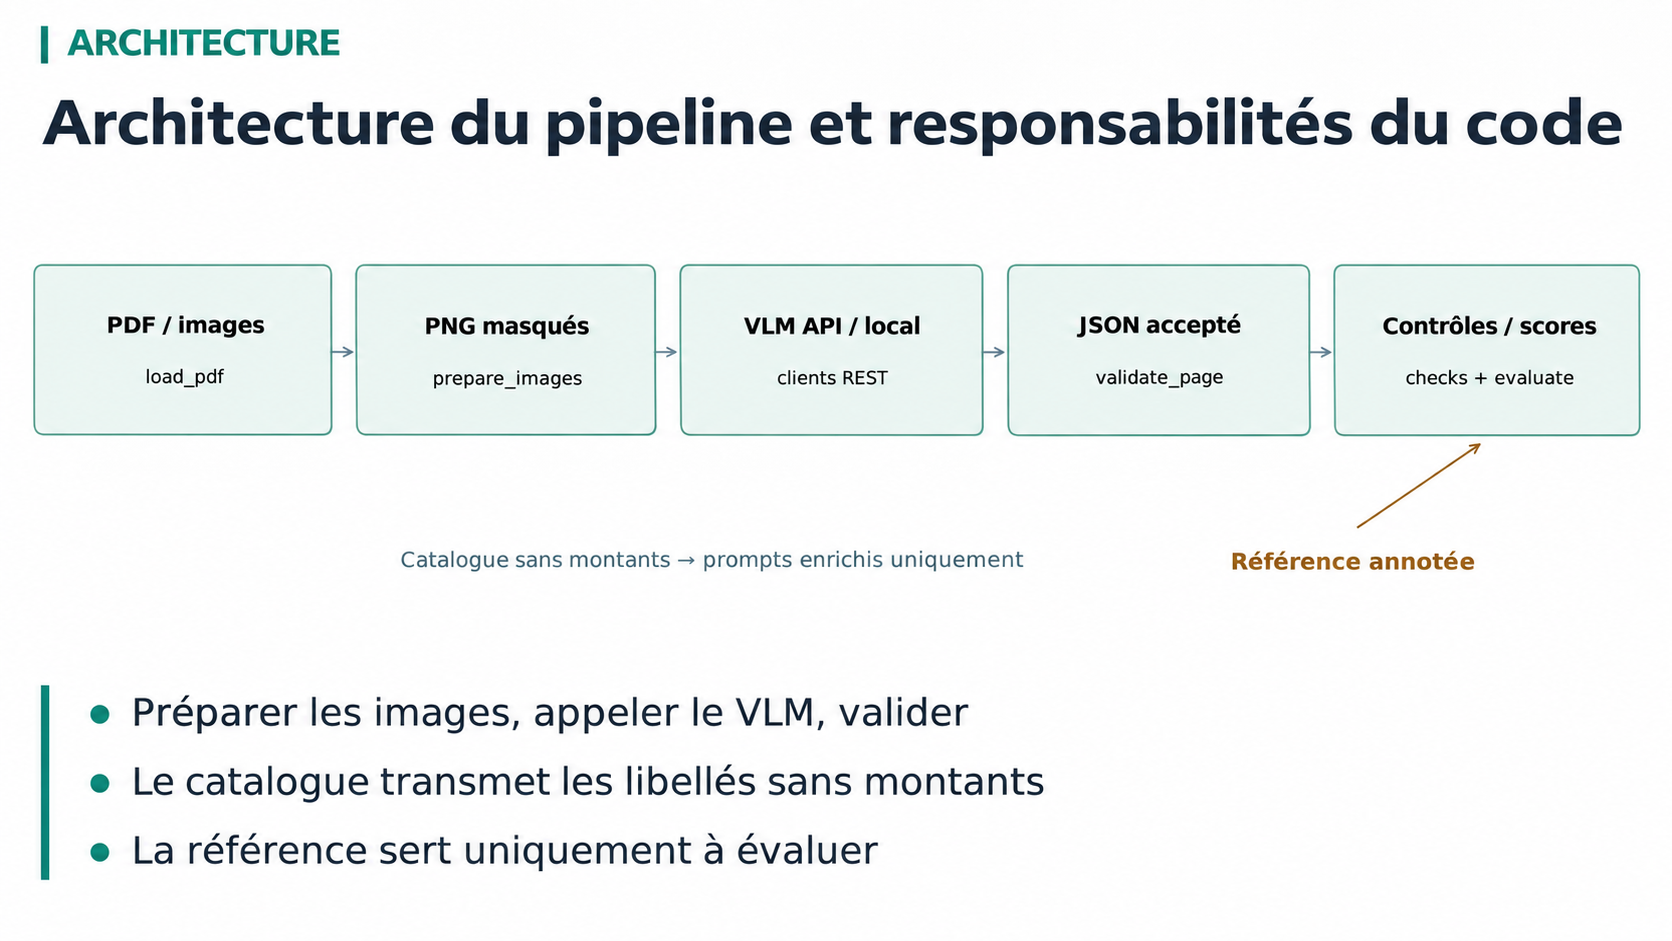 ARCHITECTURE
Architecture du pipeline et responsabilités du code
PDF / images
load_pdf
PNG masqués
prepare_images
VLM API / local
clients REST
JSON accepté
validate_page
Contrôles / scores
checks + evaluate
Catalogue sans montants → prompts enrichis uniquement
Référence annotée
● Préparer les images, appeler le VLM, valider
● Le catalogue transmet les libellés sans montants
● La référence sert uniquement à évaluer